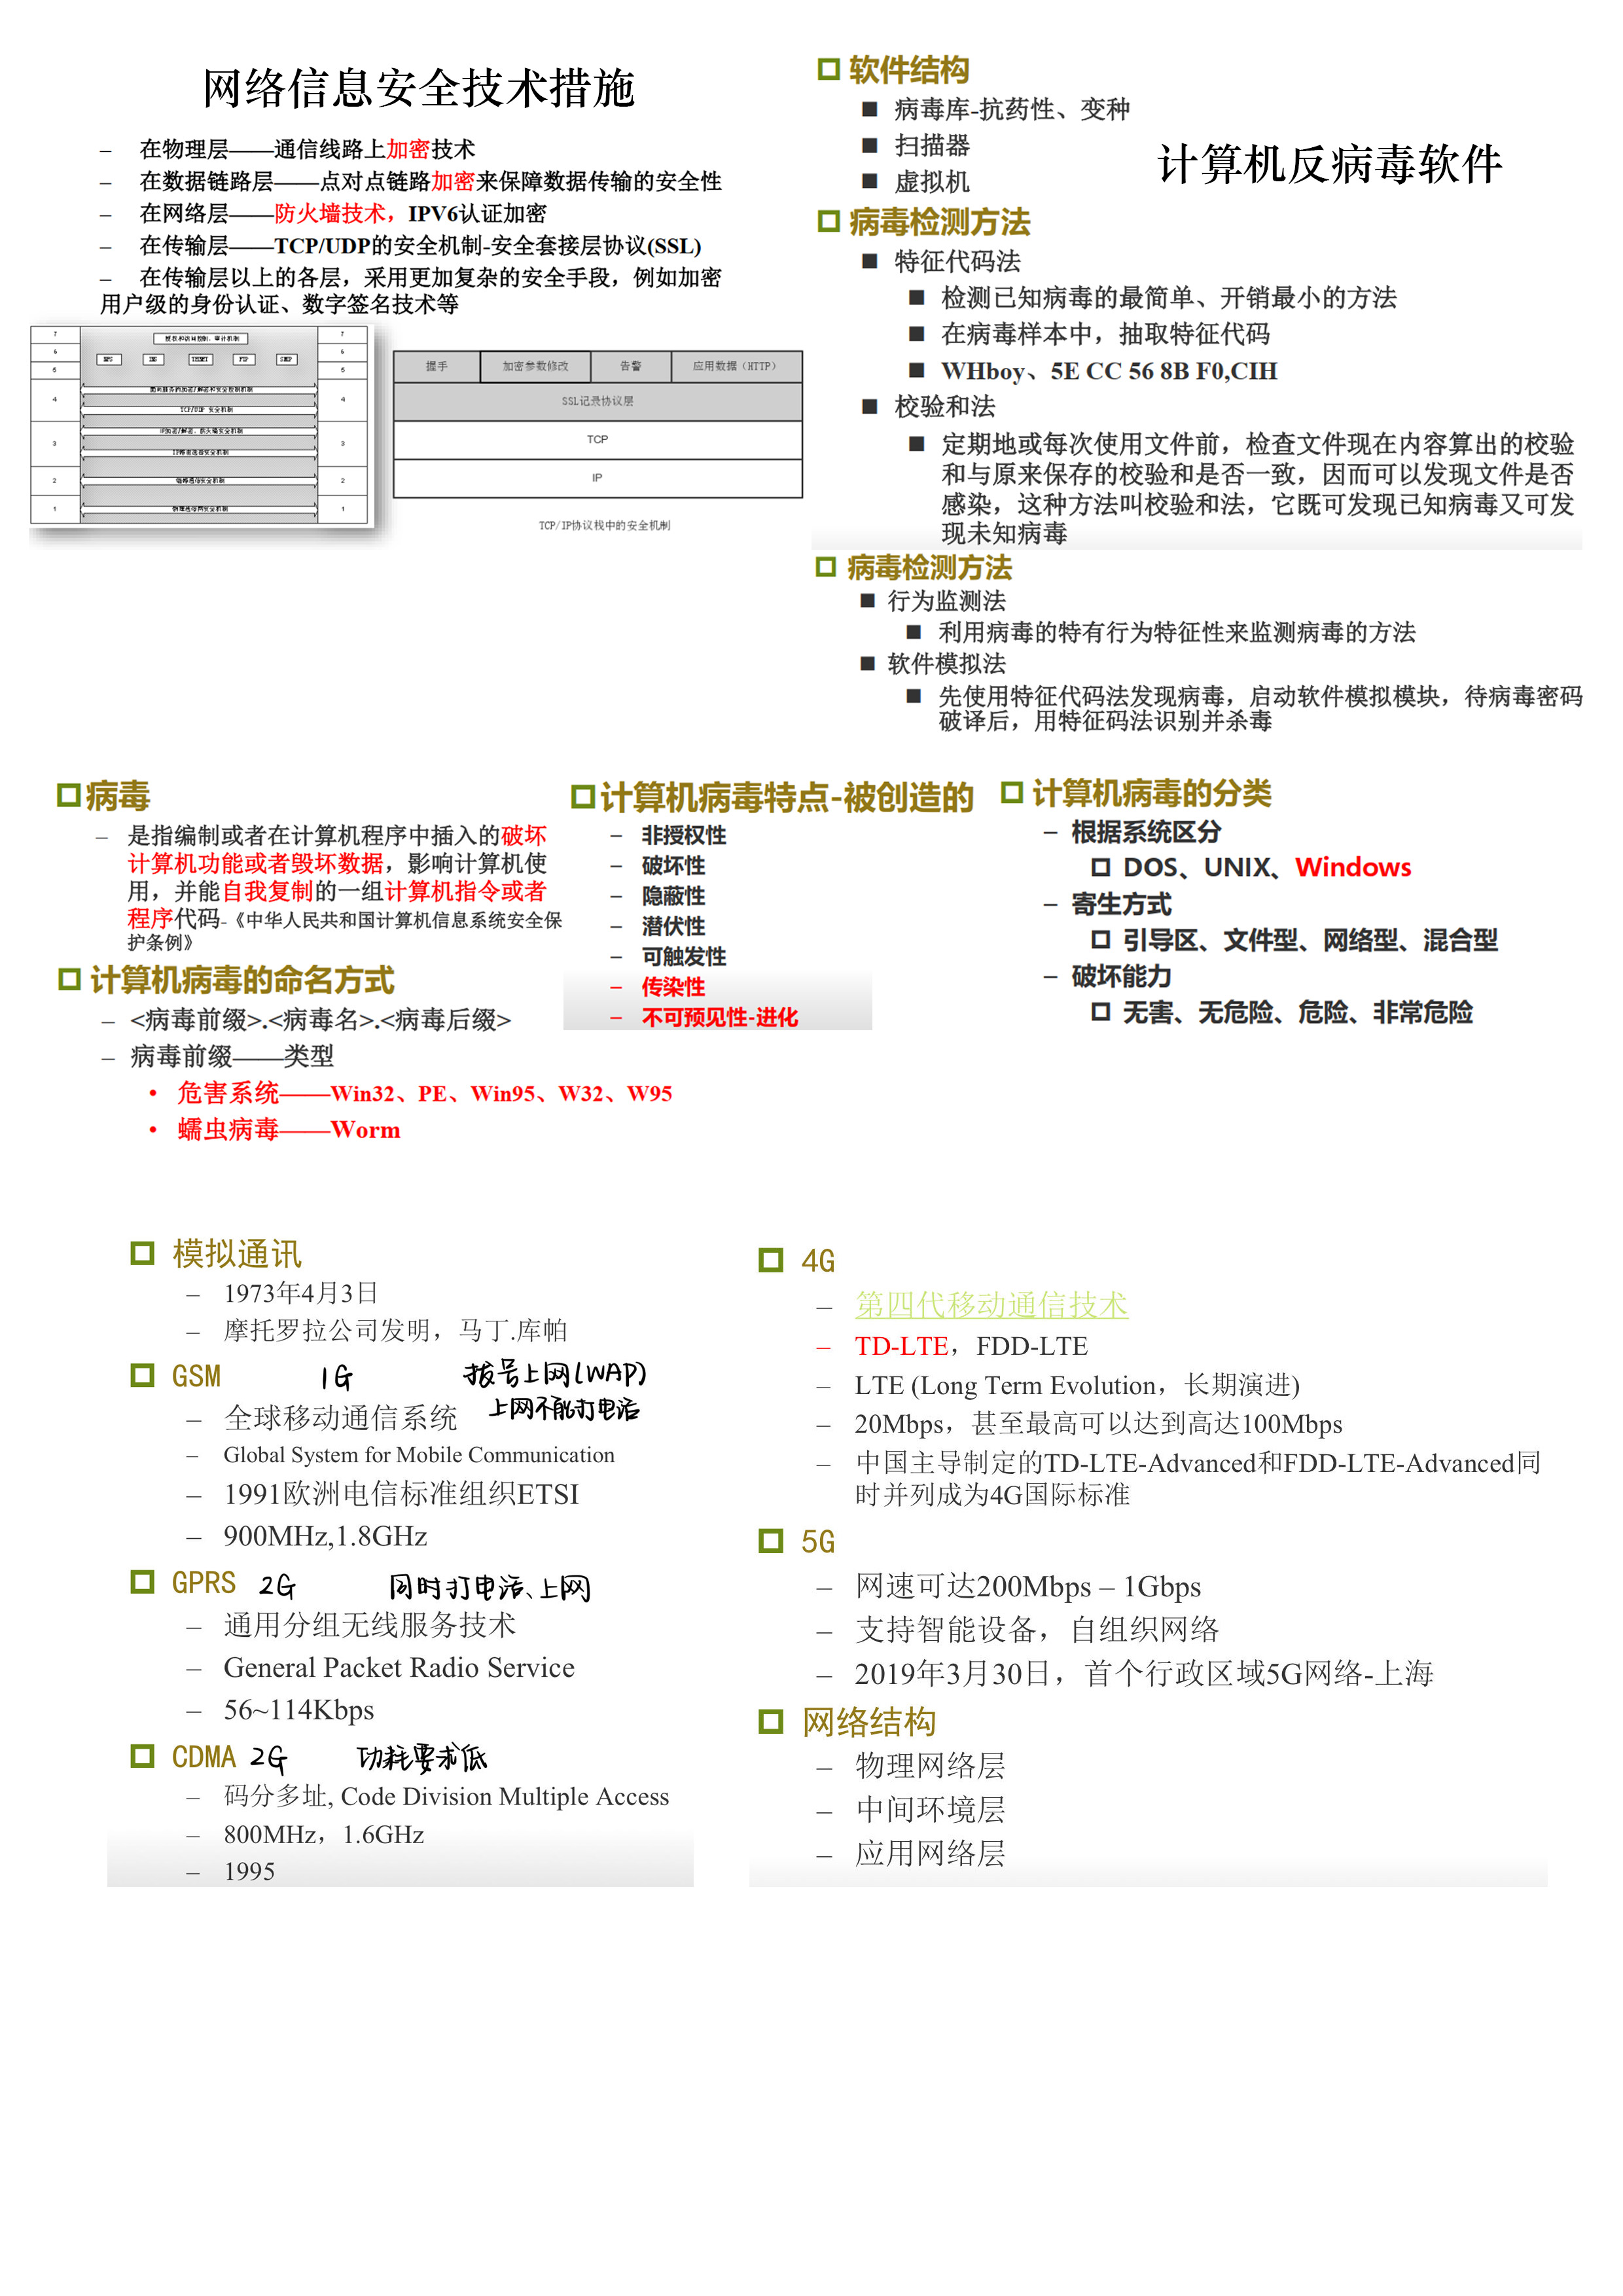 网络信息安全技术措施
– 在物理层——通信线路上加密技术
– 在数据链路层——点对点链路加密来保障数据传输的安全性
– 在网络层——防火墙技术，IPV6认证加密
– 在传输层——TCP/UDP的安全机制-安全套接层协议(SSL)
– 在传输层以上的各层，采用更加复杂的安全手段，例如加密
用户级的身份认证、数字签名技术等
7 7
6 6
5 5
4 4
TCP/UDP 安全机制
3 3
2 2
1 1
握手 加密参数修改 告警 应用数据（HTTP）
SSL记录协议层
TCP
IP
TCP/IP协议栈中的安全机制
软件结构
病毒库-抗药性、变种
扫描器
虚拟机
计算机反病毒软件
病毒检测方法
特征代码法
检测已知病毒的最简单、开销最小的方法
在病毒样本中，抽取特征代码
WHboy、5E CC 56 8B F0,CIH
校验和法
定期地或每次使用文件前，检查文件现在内容算出的校验
和与原来保存的校验和是否一致，因而可以发现文件是否
感染，这种方法叫校验和法，它既可发现已知病毒又可发
现未知病毒
病毒检测方法
行为监测法
利用病毒的特有行为特征性来监测病毒的方法
软件模拟法
先使用特征代码法发现病毒，启动软件模拟模块，待病毒密码
破译后，用特征码法识别并杀毒
病毒
– 是指编制或者在计算机程序中插入的破坏
计算机功能或者毁坏数据，影响计算机使
用，并能自我复制的一组计算机指令或者
程序代码-《中华人民共和国计算机信息系统安全保
护条例》
计算机病毒的命名方式
– <病毒前缀>.<病毒名>.<病毒后缀>
– 病毒前缀——类型
• 危害系统——Win32、PE、Win95、W32、W95
• 蠕虫病毒——Worm
计算机病毒特点-被创造的
– 非授权性
– 破坏性
– 隐蔽性
– 潜伏性
– 可触发性
– 传染性
– 不可预见性-进化
计算机病毒的分类
– 根据系统区分
DOS、UNIX、Windows
– 寄生方式
引导区、文件型、网络型、混合型
– 破坏能力
无害、无危险、危险、非常危险
模拟通讯
– 1973年4月3日
– 摩托罗拉公司发明，马丁.库帕
GSM 1G 拨号上网(WAP)
上网不能打电话
– 全球移动通信系统
– Global System for Mobile Communication
– 1991欧洲电信标准组织ETSI
– 900MHz,1.8GHz
GPRS 2G 同时打电话、上网
– 通用分组无线服务技术
– General Packet Radio Service
– 56~114Kbps
CDMA 2G 功耗要求低
– 码分多址, Code Division Multiple Access
– 800MHz，1.6GHz
– 1995
4G
– 第四代移动通信技术
– TD-LTE，FDD-LTE
– LTE (Long Term Evolution，长期演进)
– 20Mbps，甚至最高可以达到高达100Mbps
– 中国主导制定的TD-LTE-Advanced和FDD-LTE-Advanced同
时并列成为4G国际标准
5G
– 网速可达200Mbps – 1Gbps
– 支持智能设备，自组织网络
– 2019年3月30日，首个行政区域5G网络-上海
网络结构
– 物理网络层
– 中间环境层
– 应用网络层